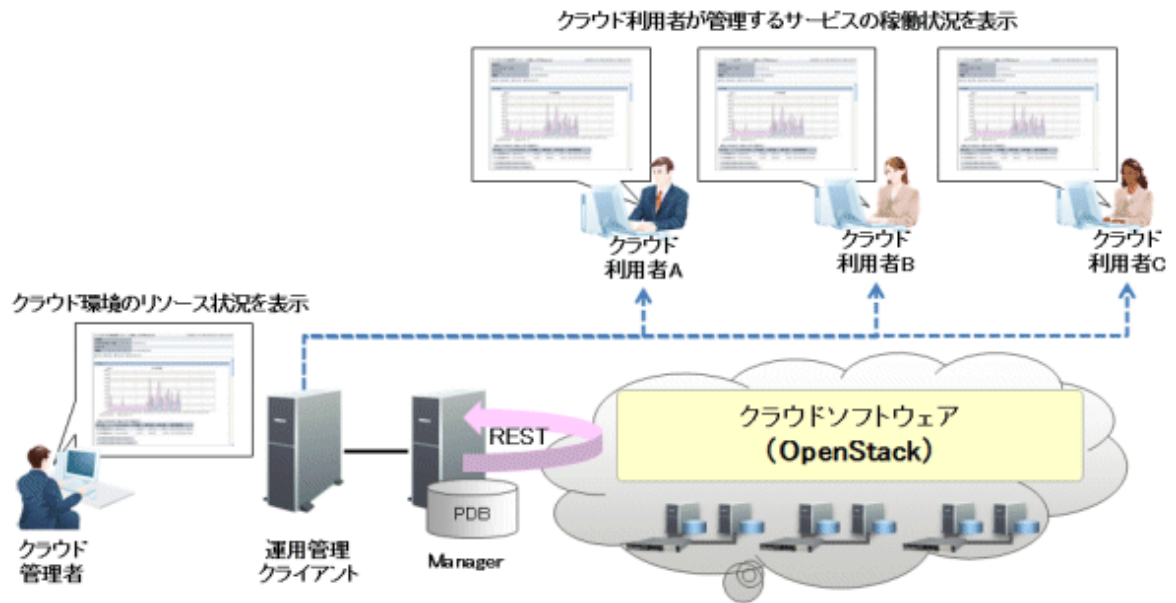 クラウド利用者が管理するサービスの稼働状況を表示
クラウド
利用者A
クラウド
利用者B
クラウド
利用者C
クラウド環境のリソース状況を表示
クラウドソフトウェア
（OpenStack）
REST
PDB
クラウド
管理者
運用管理
クライアント
Manager